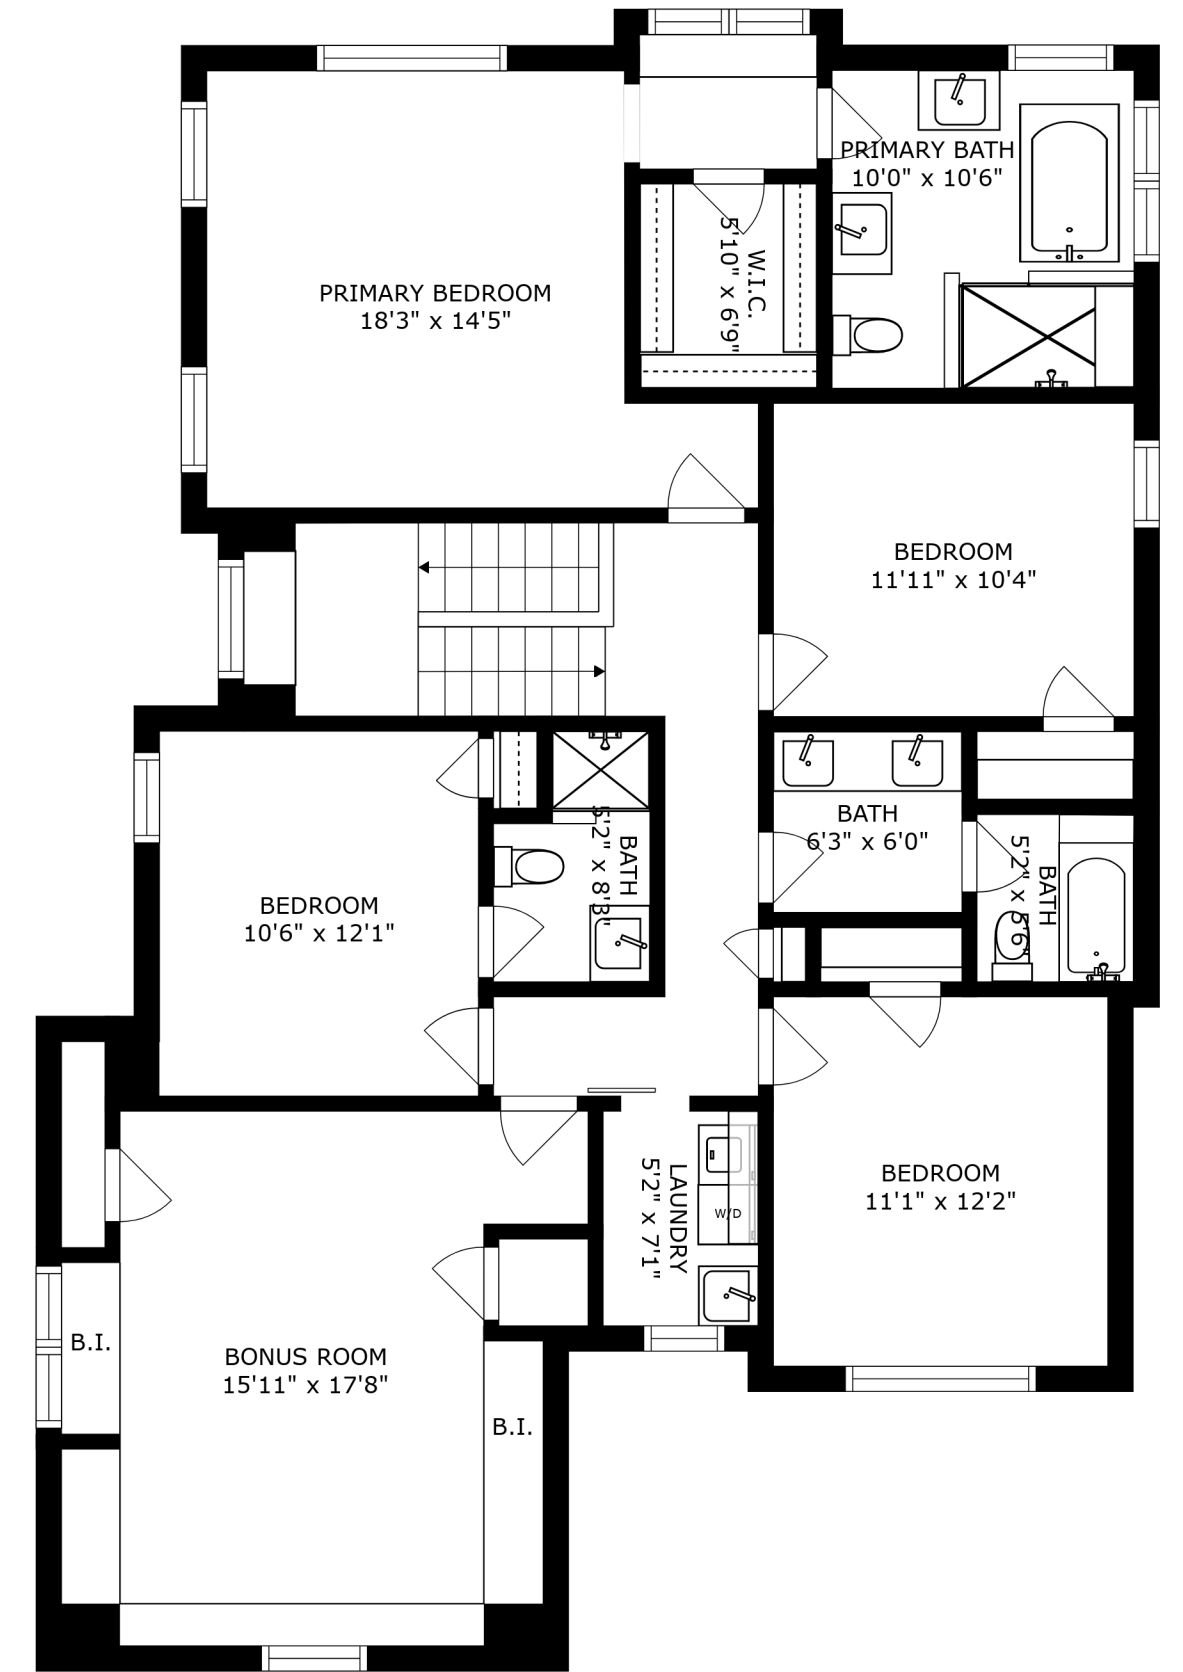 PRIMARY BATH
10'0" x 10'6"
W.I.C.
5'10" x 6'9"
PRIMARY BEDROOM
18'3" x 14'5"
BEDROOM
11'11" x 10'4"
BATH
6'3" x 6'0"
BATH
5'2" x 8'3"
BATH
5'2" x 5'6"
BEDROOM
10'6" x 12'1"
BEDROOM
11'1" x 12'2"
LAUNDRY
5'2" x 7'1"
W/D
B.I.
BONUS ROOM
15'11" x 17'8"
B.I.